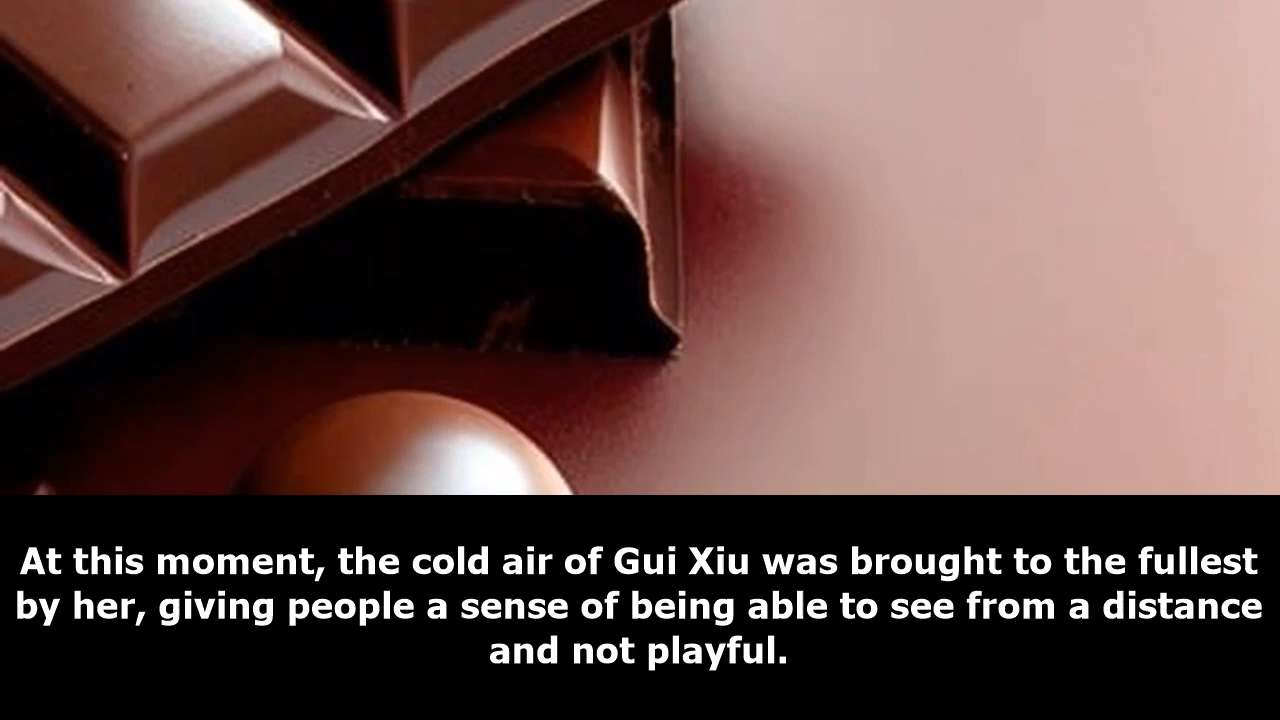 At this moment, the cold air of Gui Xiu was brought to the fullest
by her, giving people a sense of being able to see from a distance
and not playful.